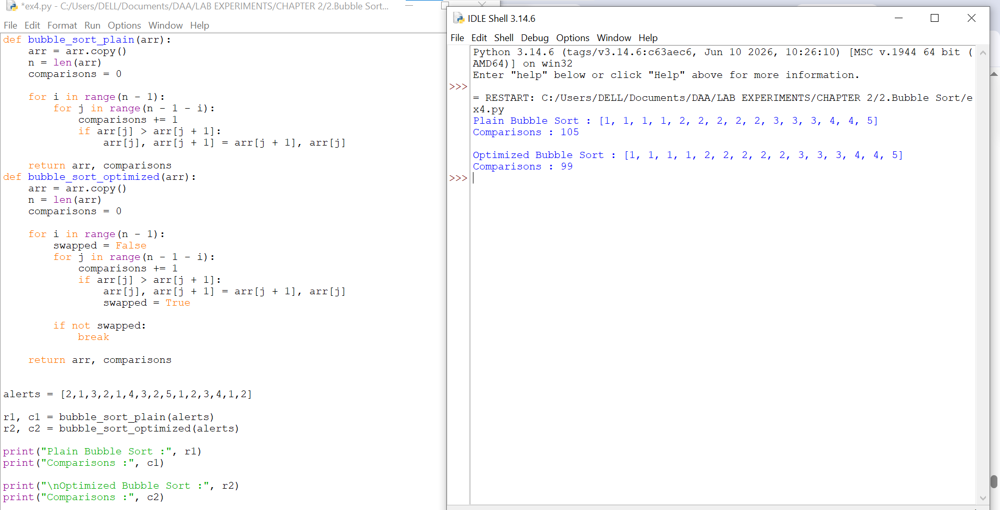 *ex4.py - C:/Users/DELL/Documents/DAA/LAB EXPERIMENTS/CHAPTER 2/2.Bubble Sort...
File Edit Format Run Options Window Help
def bubble_sort_plain(arr):
    arr = arr.copy()
    n = len(arr)
    comparisons = 0

    for i in range(n - 1):
        for j in range(n - 1 - i):
            comparisons += 1
            if arr[j] > arr[j + 1]:
                arr[j], arr[j + 1] = arr[j + 1], arr[j]

    return arr, comparisons
def bubble_sort_optimized(arr):
    arr = arr.copy()
    n = len(arr)
    comparisons = 0

    for i in range(n - 1):
        swapped = False
        for j in range(n - 1 - i):
            comparisons += 1
            if arr[j] > arr[j + 1]:
                arr[j], arr[j + 1] = arr[j + 1], arr[j]
                swapped = True

        if not swapped:
            break

    return arr, comparisons


alerts = [2,1,3,2,1,4,3,2,5,1,2,3,4,1,2]

r1, c1 = bubble_sort_plain(alerts)
r2, c2 = bubble_sort_optimized(alerts)

print("Plain Bubble Sort :", r1)
print("Comparisons :", c1)

print("\nOptimized Bubble Sort :", r2)
print("Comparisons :", c2)
IDLE Shell 3.14.6
File Edit Shell Debug Options Window Help
Python 3.14.6 (tags/v3.14.6:c63aec6, Jun 10 2026, 10:26:10) [MSC v.1944 64 bit (
AMD64)] on win32
Enter "help" below or click "Help" above for more information.
>>>
= RESTART: C:/Users/DELL/Documents/DAA/LAB EXPERIMENTS/CHAPTER 2/2.Bubble Sort/e
x4.py
Plain Bubble Sort : [1, 1, 1, 1, 2, 2, 2, 2, 2, 3, 3, 3, 4, 4, 5]
Comparisons : 105

Optimized Bubble Sort : [1, 1, 1, 1, 2, 2, 2, 2, 2, 3, 3, 3, 4, 4, 5]
Comparisons : 99
>>>